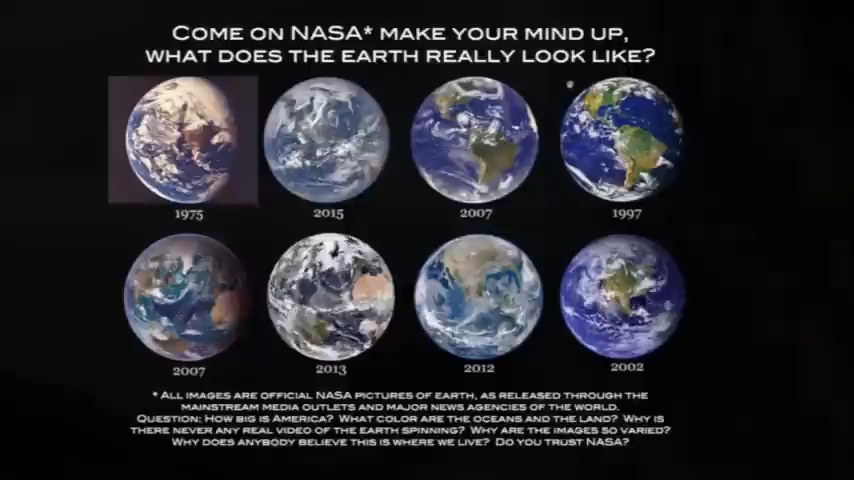 COME ON NASA* MAKE YOUR MIND UP,
WHAT DOES THE EARTH REALLY LOOK LIKE?
1975 2015 2007 1997
2007 2013 2012 2002
* ALL IMAGES ARE OFFICIAL NASA PICTURES OF EARTH, AS RELEASED THROUGH THE
MAINSTREAM MEDIA OUTLETS AND MAJOR NEWS AGENCIES OF THE WORLD.
QUESTION: HOW BIG IS AMERICA? WHAT COLOR ARE THE OCEANS AND THE LAND? WHY IS
THERE NEVER ANY REAL VIDEO OF THE EARTH SPINNING? WHY ARE THE IMAGES SO VARIED?
WHY DOES ANYBODY BELIEVE THIS IS WHERE WE LIVE? DO YOU TRUST NASA?